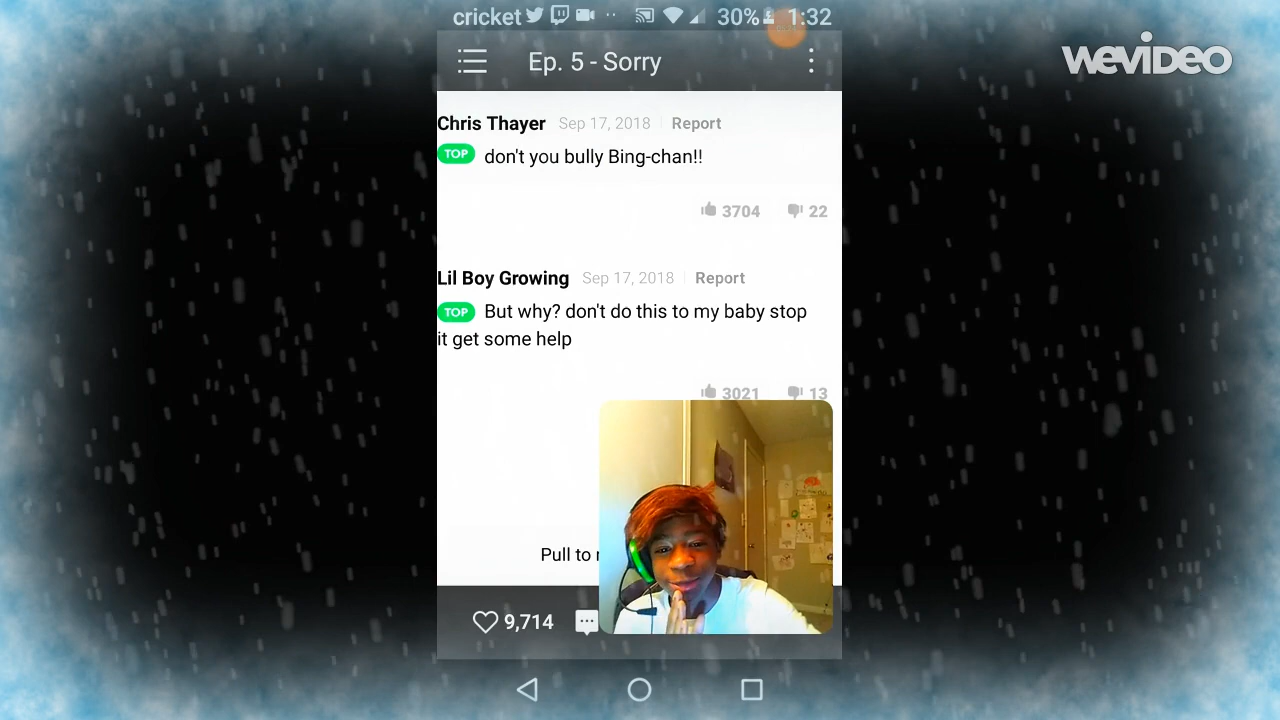 cricket 30% 1:32
WEVIDEO
Ep. 5 - Sorry
Chris Thayer Sep 17, 2018 Report
TOP don't you bully Bing-chan!!
3704 22
Lil Boy Growing Sep 17, 2018 Report
TOP But why? don't do this to my baby stop
it get some help
3021 13
Pull to
9,714